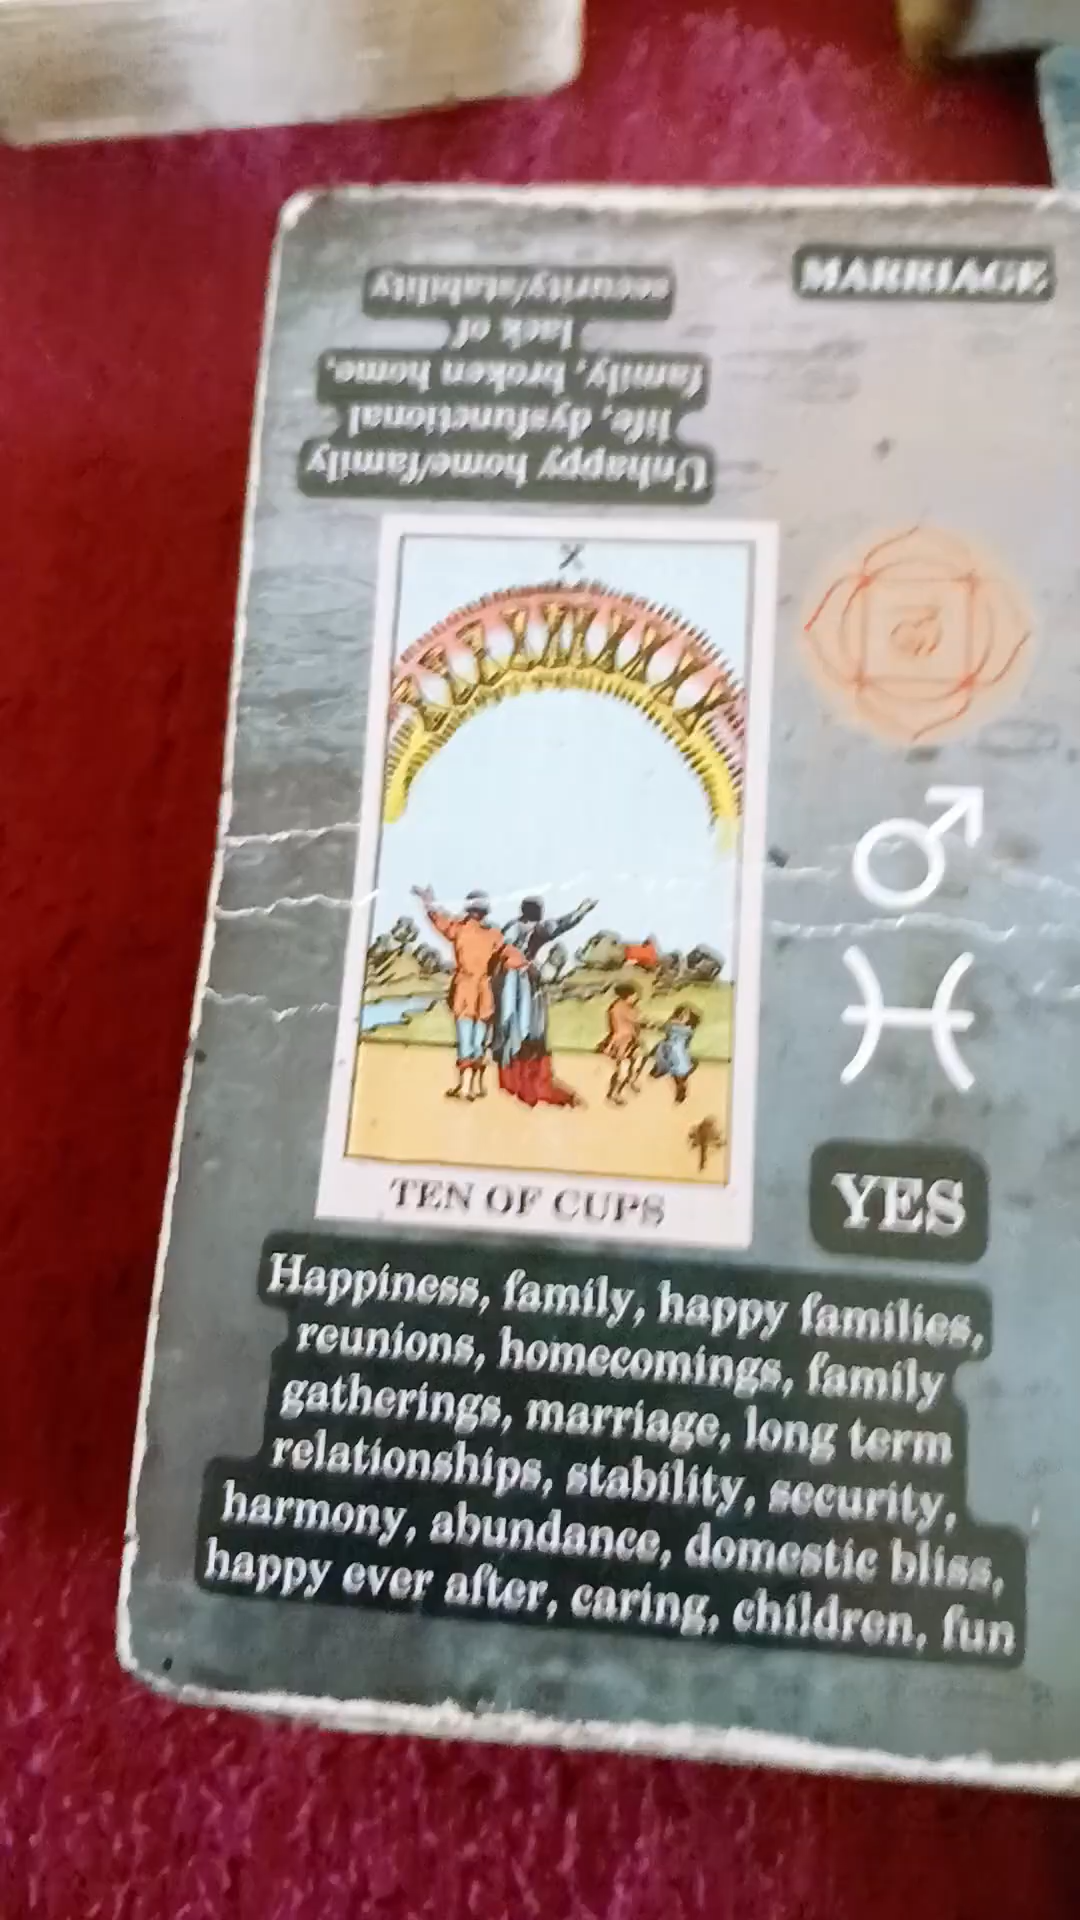 MARRIAGE
Unhappy home/family
life, dysfunctional
family, broken home,
lack of
security/stability
X
TEN OF CUPS
YES
Happiness, family, happy families,
reunions, homecomings, family
gatherings, marriage, long term
relationships, stability, security,
harmony, abundance, domestic bliss,
happy ever after, caring, children, fun